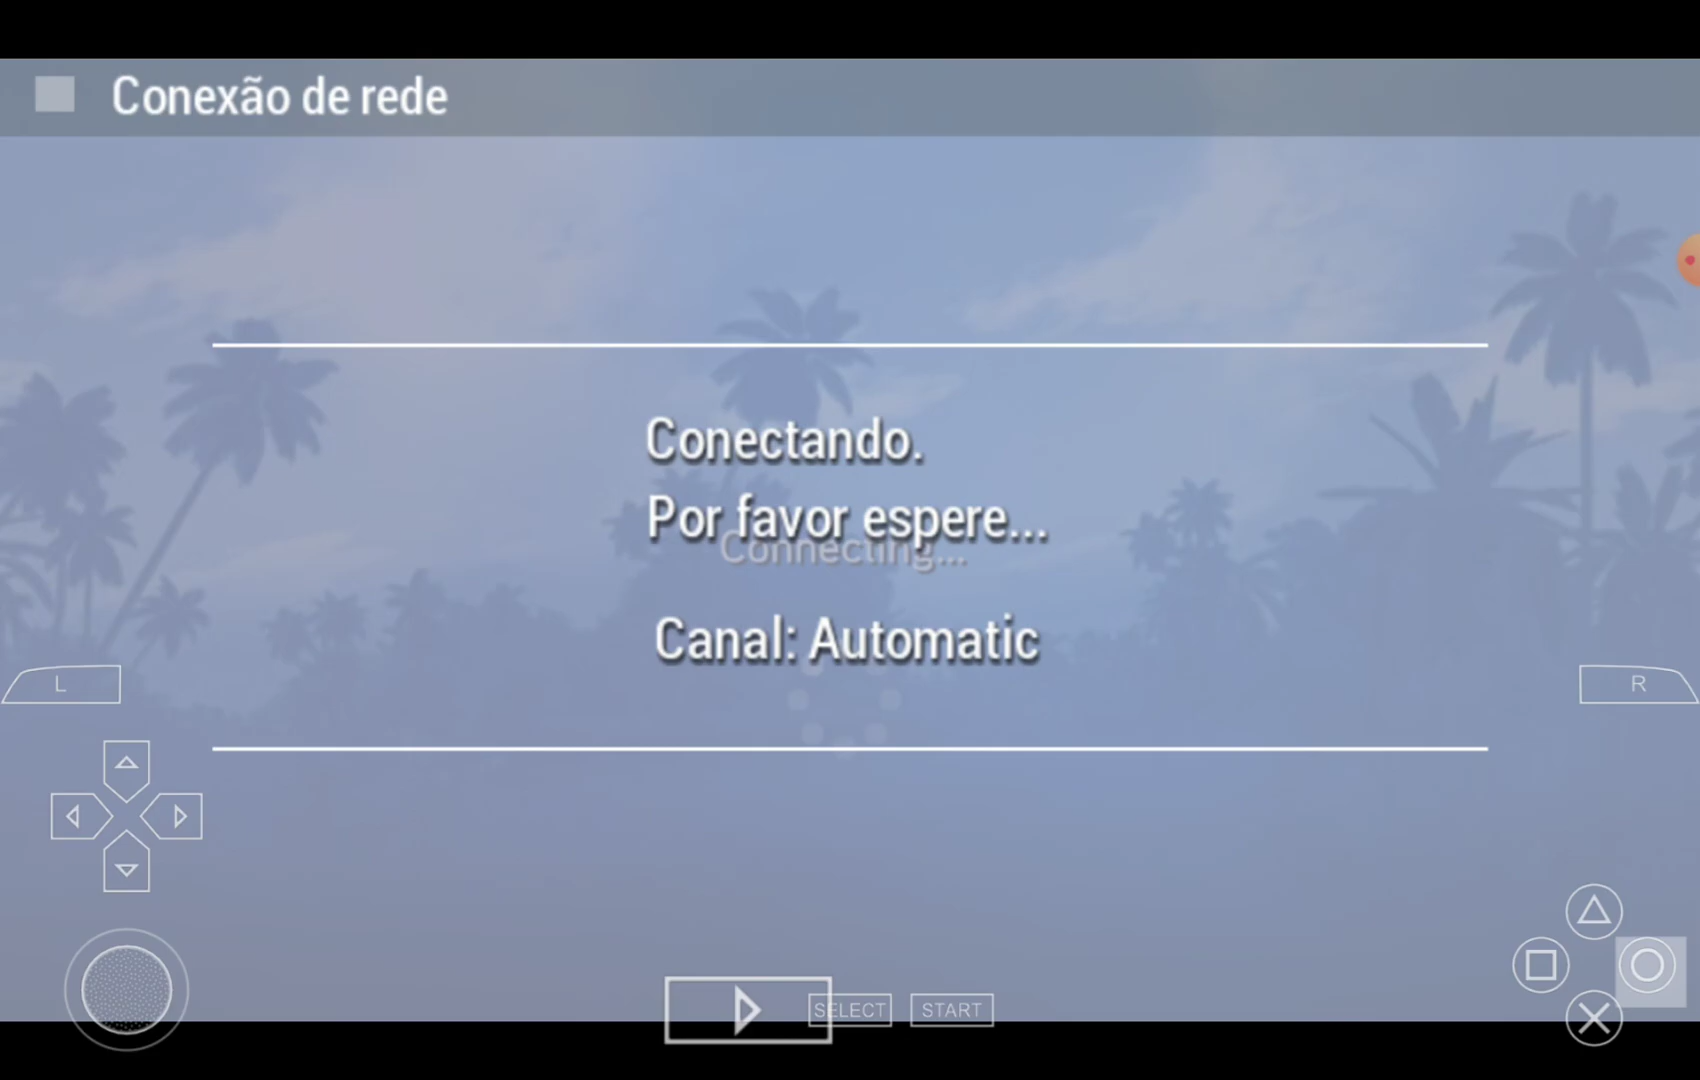 Conexão de rede
Conectando.
Por favor espere...
Connecting...
Canal: Automatic
L
R
SELECT
START